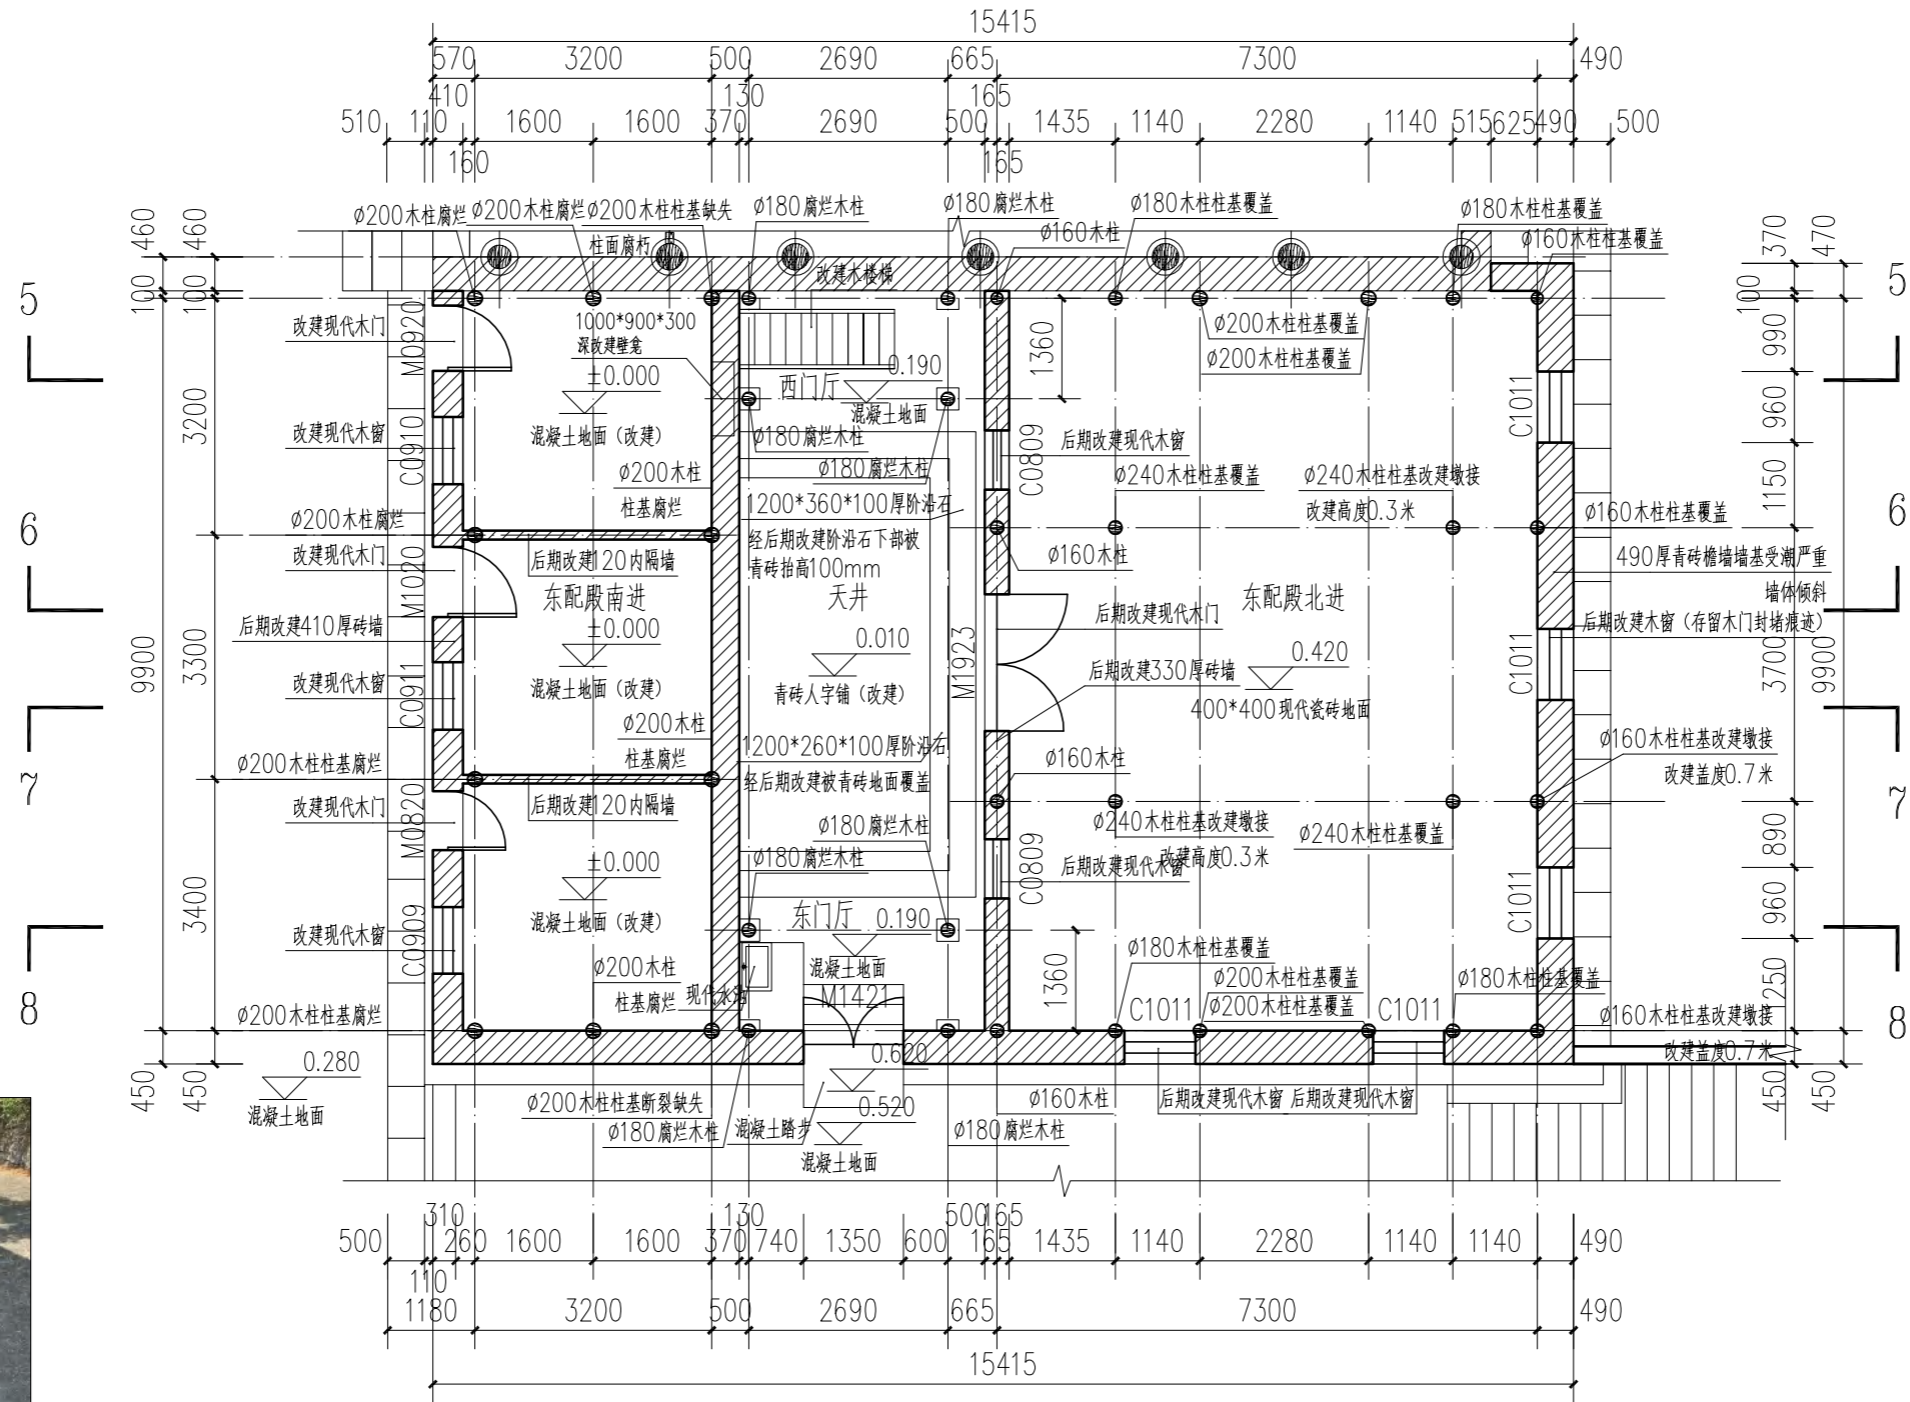 15415
570 3200 500 2690 665 7300 490
410 130 165
510 110 1600 1600 370 2690 500 1435 1140 2280 1140 515 625 490 500
160 165
ø200木柱腐烂 ø200木柱腐烂 ø200木柱柱基缺失 ø180腐烂木柱 ø180腐烂木柱 ø180木柱柱基覆盖 ø180木柱柱基覆盖
柱面腐朽 ø160木柱 ø160木柱柱基覆盖
460 460 370 470
改建木楼梯
100 100 100
5 5
改建现代木门 M0920 1000*900*300 ø200木柱柱基覆盖 990
深改建壁龛 1360 ø200木柱柱基覆盖
±0.000 西门厅 0.190
混凝土地面
3200 C1011 960
改建现代木窗 C0910 混凝土地面（改建） ø180腐烂木柱 C0809 后期改建现代木窗
ø200木柱 ø180腐烂木柱 ø240木柱柱基覆盖 ø240木柱柱基改建墩接 1150
柱基腐烂 1200*360*100厚阶沿石 改建高度0.3米
6 ø200木柱腐烂 ø160木柱柱基覆盖 6
经后期改建阶沿石下部被
改建现代木门 M1020 后期改建120内隔墙 青砖抬高100mm ø160木柱 490厚青砖檐墙墙基受潮严重
东配殿南进 天井 东配殿北进 墙体倾斜
后期改建410厚砖墙 ±0.000 后期改建现代木门 后期改建木窗（存留木门封堵痕迹）
9900 3300 0.010 M1923 0.420 C1011 3700 9900
改建现代木窗 C0911 混凝土地面（改建） 青砖人字铺（改建） 后期改建330厚砖墙
400*400现代瓷砖地面
ø200木柱
柱基腐烂 1200*260*100厚阶沿石 ø160木柱柱基改建墩接
7 ø200木柱柱基腐烂 经后期改建被青砖地面覆盖 ø160木柱 改建盖度0.7米 7
改建现代木门 M0820 后期改建120内隔墙
ø180腐烂木柱 ø240木柱柱基改建墩接 ø240木柱柱基覆盖 890
±0.000 ø180腐烂木柱 C0809 改建高度0.3米
后期改建现代木窗
3400 C1011 960
混凝土地面（改建） 东门厅 0.190
改建现代木窗 C0909 ø180木柱柱基覆盖
ø200木柱 混凝土地面 1360 ø200木柱柱基覆盖 ø180木柱柱基覆盖 1250
柱基腐烂 现代水池 M1421 ø200木柱柱基覆盖
8 ø200木柱柱基腐烂 C1011 C1011 ø160木柱柱基改建墩接 8
改建盖度0.7米
450 450 0.280 0.620 450 450
混凝土地面 ø200木柱柱基断裂缺失 0.520 ø160木柱 后期改建现代木窗 后期改建现代木窗
ø180腐烂木柱 混凝土踏步 ø180腐烂木柱
混凝土地面
310 130 500 165
500 260 1600 1600 370 740 1350 600 165 1435 1140 2280 1140 1140 490
110
1180 3200 500 2690 665 7300 490
15415